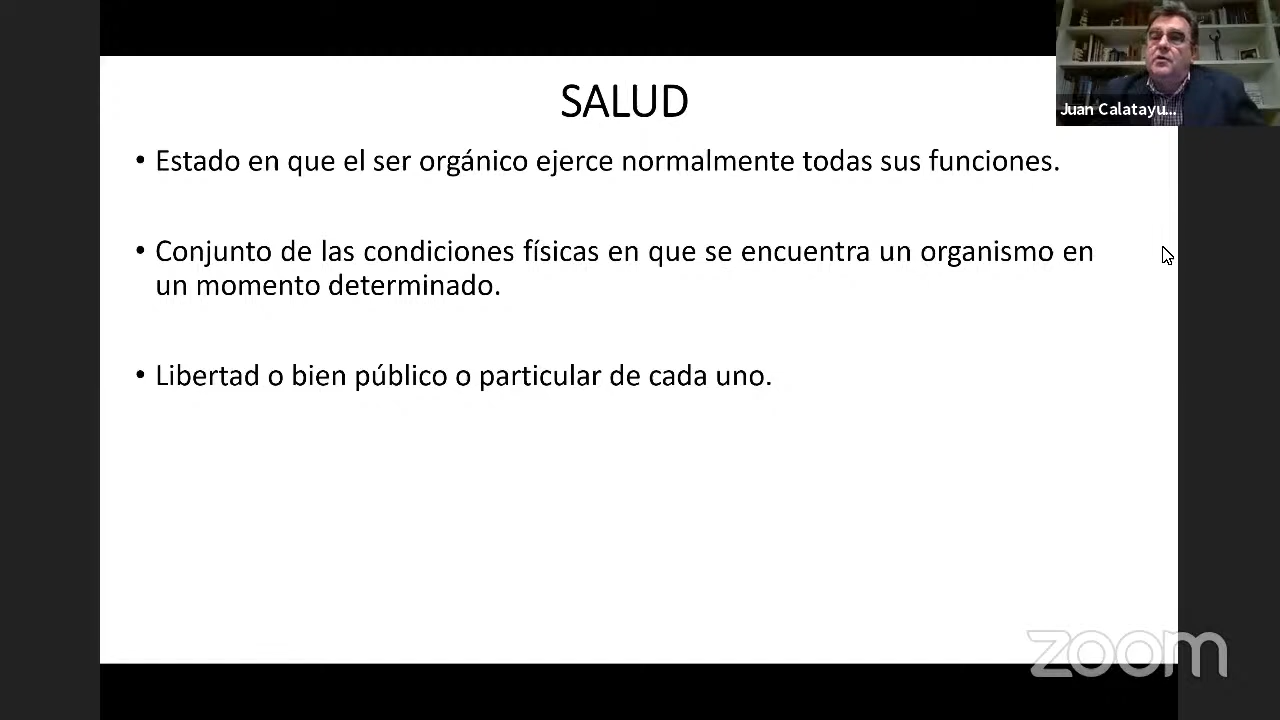 SALUD
• Estado en que el ser orgánico ejerce normalmente todas sus funciones.
• Conjunto de las condiciones físicas en que se encuentra un organismo en
un momento determinado.
• Libertad o bien público o particular de cada uno.
Juan Calatayu...
zoom